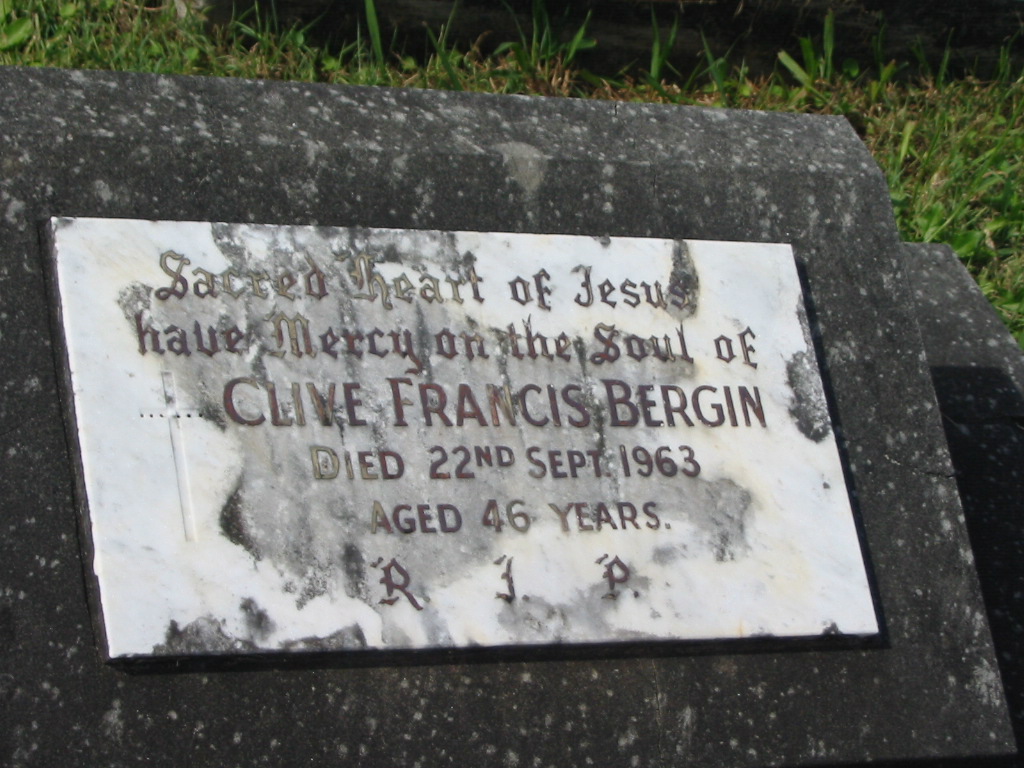 Sacred Heart of Jesus
have Mercy on the Soul of
CLIVE FRANCIS BERGIN
DIED 22ND SEPT. 1963
AGED 46 YEARS.
R. I. P.